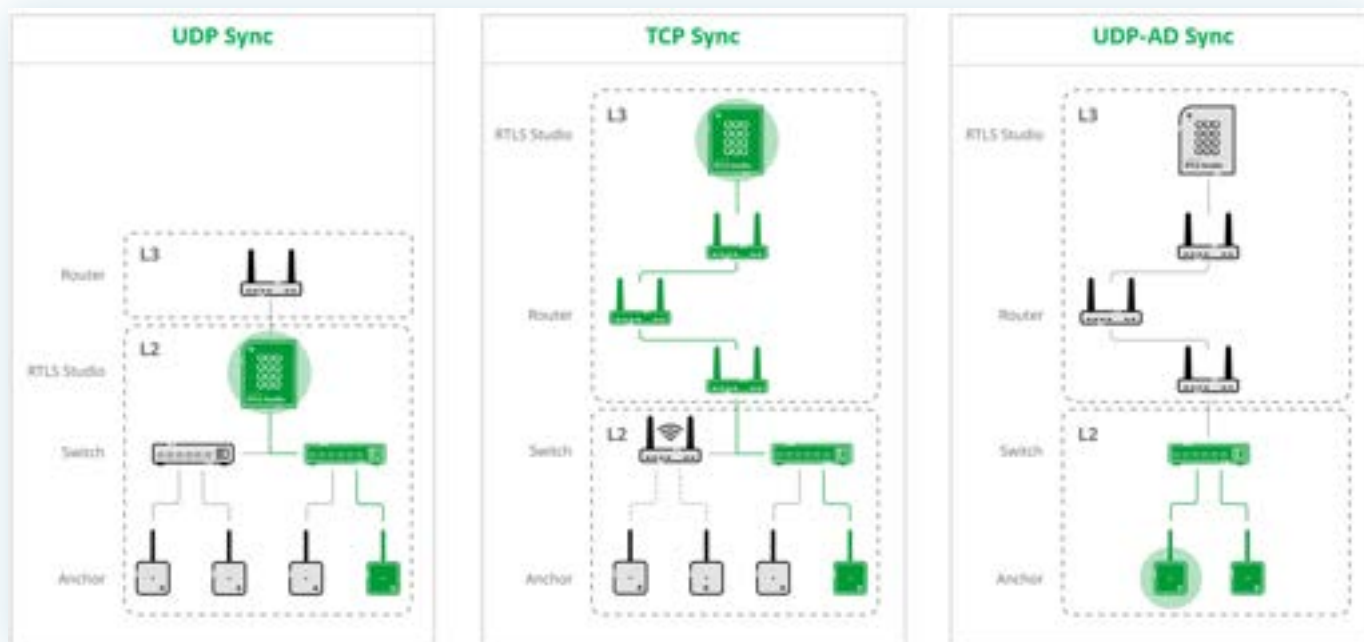 UDP Sync
L3
Router
L2
RTLS Studio
Switch
Anchor
TCP Sync
L3
RTLS Studio
Router
L2
Switch
Anchor
UDP-AD Sync
L3
RTLS Studio
Router
L2
Switch
Anchor